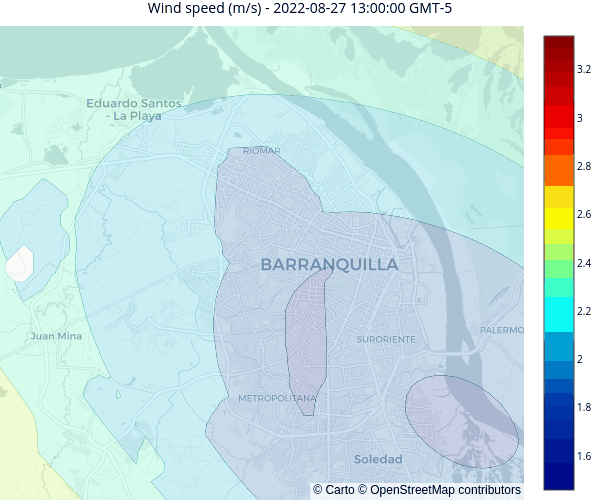 Wind speed (m/s) - 2022-08-27 13:00:00 GMT-5
Eduardo Santos
- La Playa
RIOMAR
BARRANQUILLA
Juan Mina
SURORIENTE
PALERMO
METROPOLITANA
Soledad
© Carto © OpenStreetMap contributors
3.2
3
2.8
2.6
2.4
2.2
2
1.8
1.6